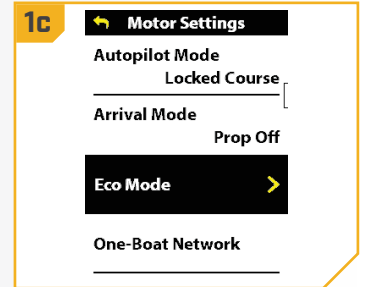 1c
Motor Settings
Autopilot Mode
Locked Course
Arrival Mode
Prop Off
Eco Mode
One-Boat Network